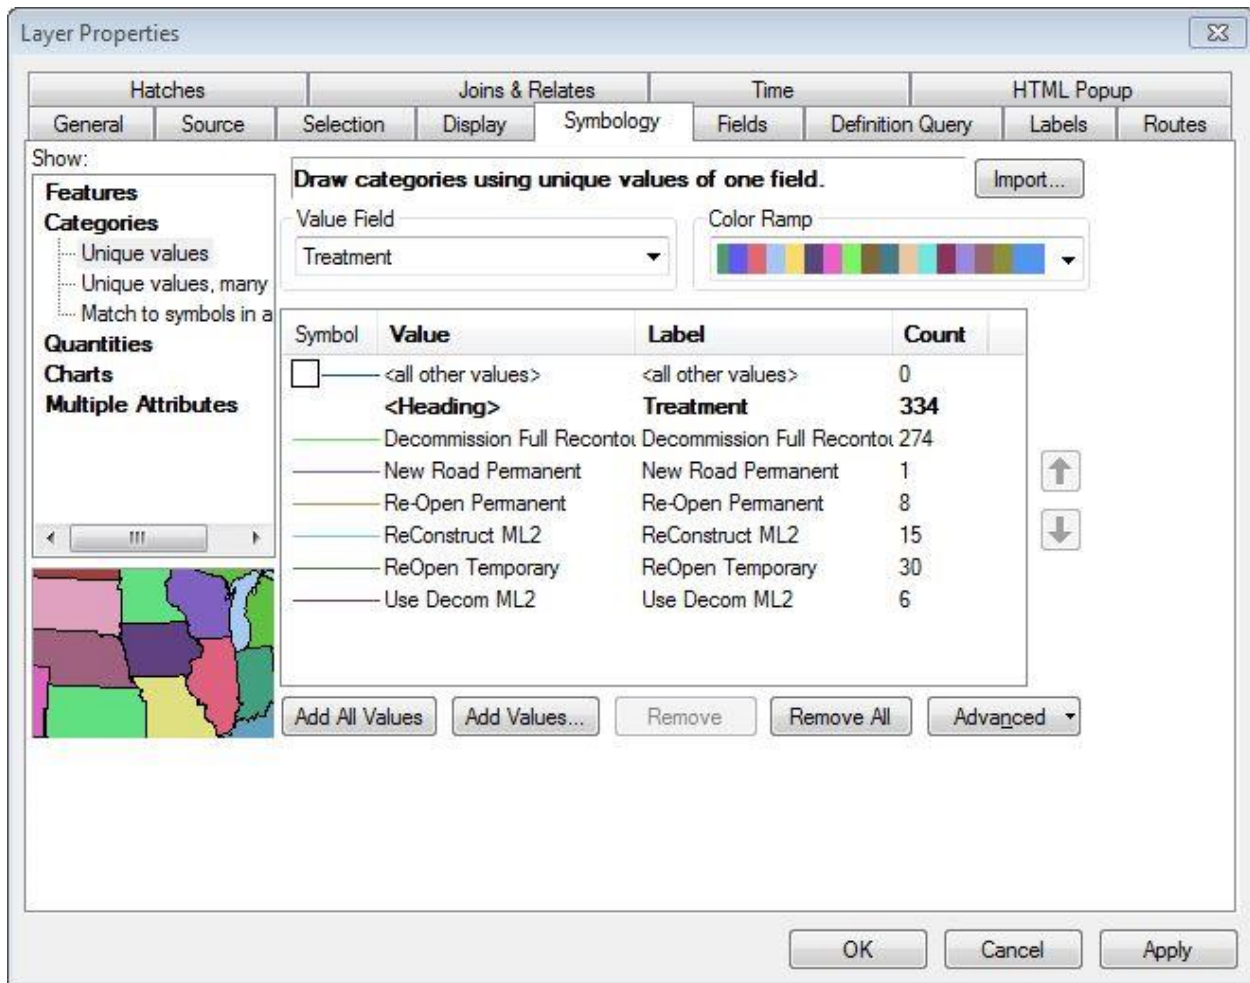 Layer Properties
Hatches Joins & Relates Time HTML Popup
General Source Selection Display Symbology Fields Definition Query Labels Routes
Show:
Features
Categories
Unique values
Unique values, many
Match to symbols in a
Quantities
Charts
Multiple Attributes
Draw categories using unique values of one field.
Import...
Value Field
Treatment
Color Ramp
Symbol Value Label Count
<all other values> <all other values> 0
<Heading> Treatment 334
Decommission Full Recontou Decommission Full Recontou 274
New Road Permanent New Road Permanent 1
Re-Open Permanent Re-Open Permanent 8
ReConstruct ML2 ReConstruct ML2 15
ReOpen Temporary ReOpen Temporary 30
Use Decom ML2 Use Decom ML2 6
Add All Values Add Values... Remove Remove All Advanced
OK Cancel Apply